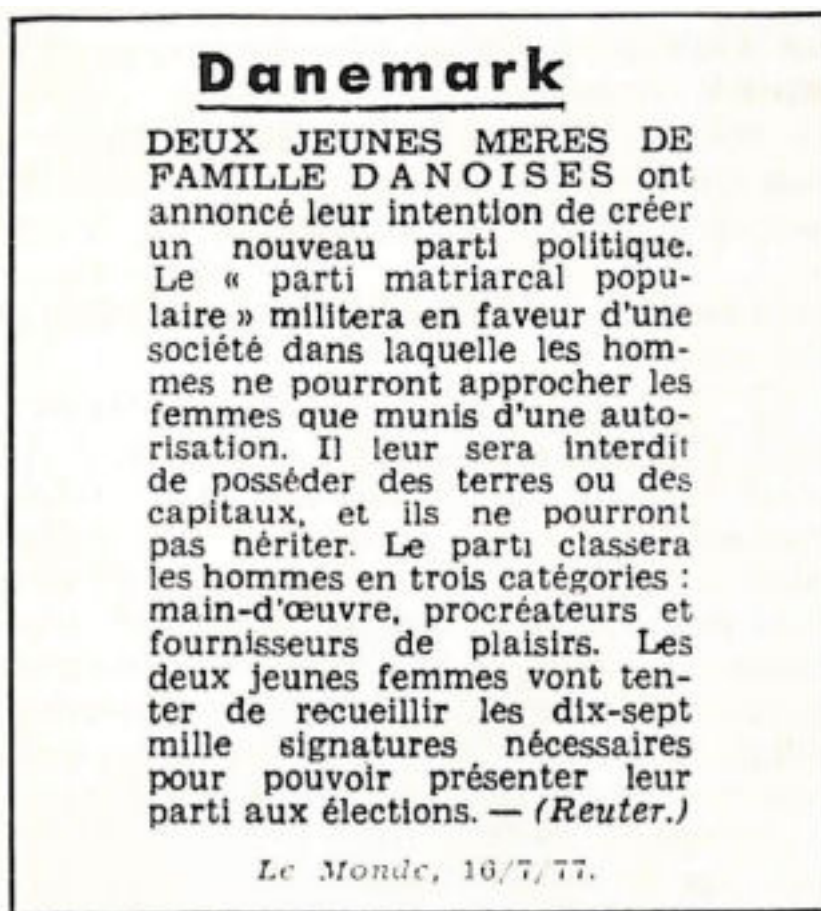 Danemark
DEUX JEUNES MERES DE
FAMILLE DANOISES ont
annoncé leur intention de créer
un nouveau parti politique.
Le « parti matriarcal popu-
laire » militera en faveur d'une
société dans laquelle les hom-
mes ne pourront approcher les
femmes que munis d'une auto-
risation. Il leur sera interdit
de posséder des terres ou des
capitaux, et ils ne pourront
pas hériter. Le parti classera
les hommes en trois catégories :
main-d'œuvre, procréateurs et
fournisseurs de plaisirs. Les
deux jeunes femmes vont ten-
ter de recueillir les dix-sept
mille signatures nécessaires
pour pouvoir présenter leur
parti aux élections. — (Reuter.)
Le Monde, 16/7/77.